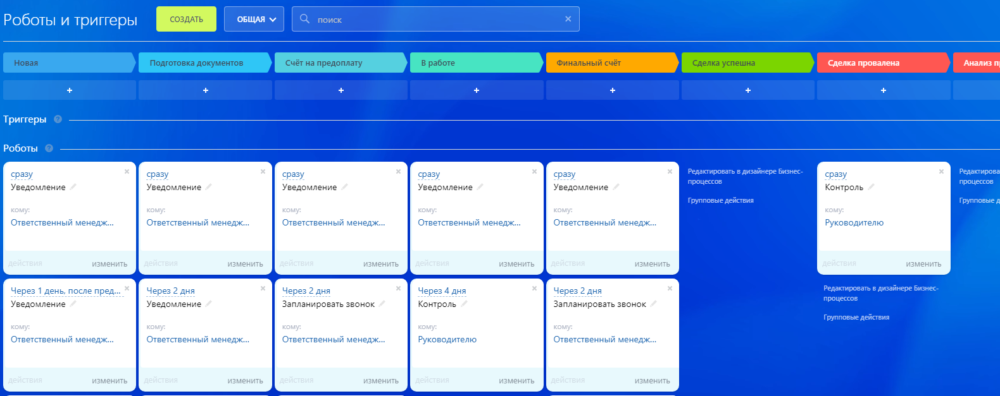 Роботы и триггеры
СОЗДАТЬ
ОБЩАЯ
поиск
Новая
Подготовка документов
Счёт на предоплату
В работе
Финальный счёт
Сделка успешна
Сделка провалена
Анализ
+ + + + + + +
Триггеры ?
Роботы ?
сразу
Уведомление
кому:
Ответственный менедж...
действия изменить
сразу
Уведомление
кому:
Ответственный менедж...
действия изменить
сразу
Уведомление
кому:
Ответственный менедж...
действия изменить
сразу
Уведомление
кому:
Ответственный менедж...
действия изменить
сразу
Уведомление
кому:
Ответственный менедж...
действия изменить
Редактировать в дизайнере Бизнес-
процессов
Групповые действия
сразу
Контроль
кому:
Руководителю
действия изменить
Редактировать в дизайнере Бизнес-
процессов
Групповые действия
процессов
Через 1 день, после пред...
Уведомление
кому:
Ответственный менедж...
действия изменить
Через 2 дня
Уведомление
кому:
Ответственный менедж...
действия изменить
Через 2 дня
Запланировать звонок
кому:
Ответственный менедж...
действия изменить
Через 4 дня
Контроль
кому:
Руководителю
действия изменить
Через 2 дня
Запланировать звонок
кому:
Ответственный менедж...
действия изменить